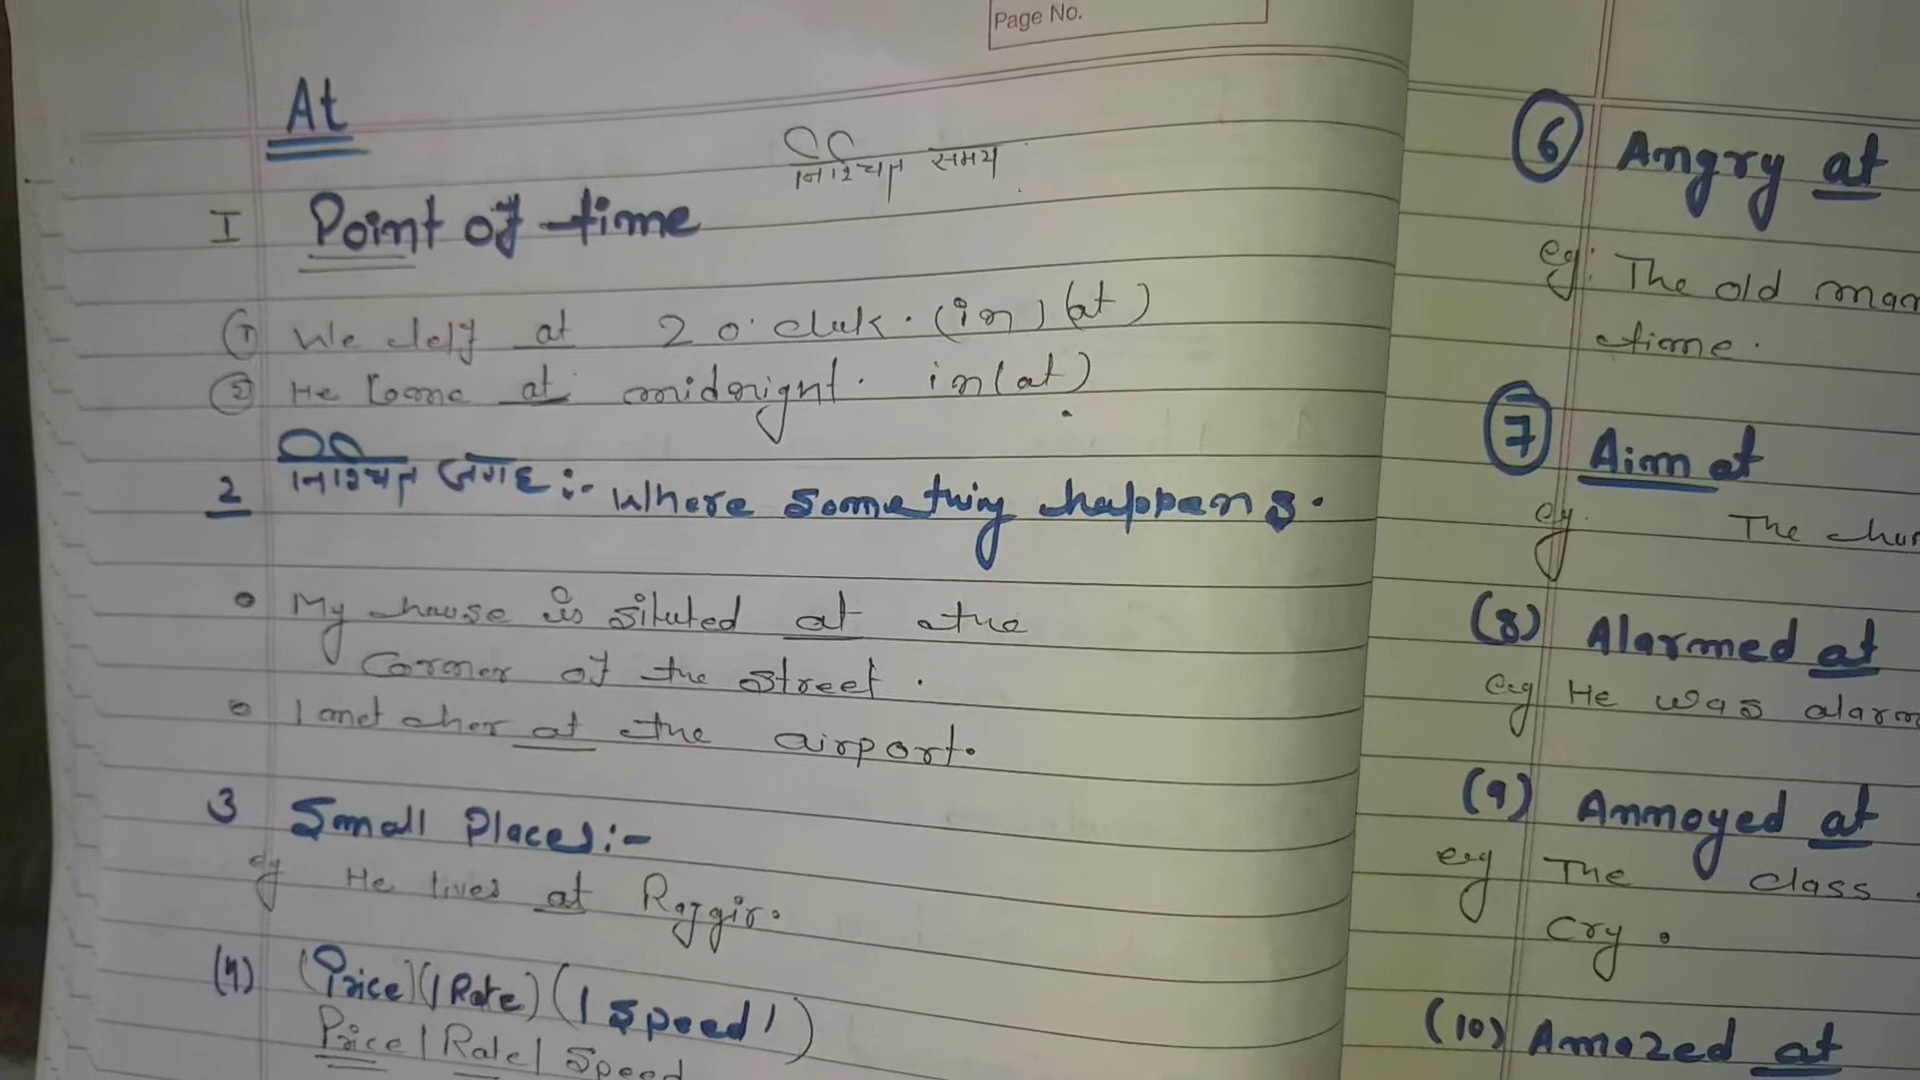 Page No.
At
निश्चित समय
I Point of time
① We left at 2 o'clock. (in) (at)
② He come at midnight. in (at)
2 निश्चित जगह :- Where something happens.
• My house is situted at the
corner of the street.
• I met her at the airport.
3 Small Places:-
eg He lives at Rajgir.
(4) (Price) (/Rate) (/Speed/)
Price/Rate/Speed
⑥ Angry at
eg: The old man
time.
⑦ Aim at
eg. The
(8) Alarmed at
e.g He was alarm
(9) Annoyed at
e.g The class
cry.
(10) Amazed at